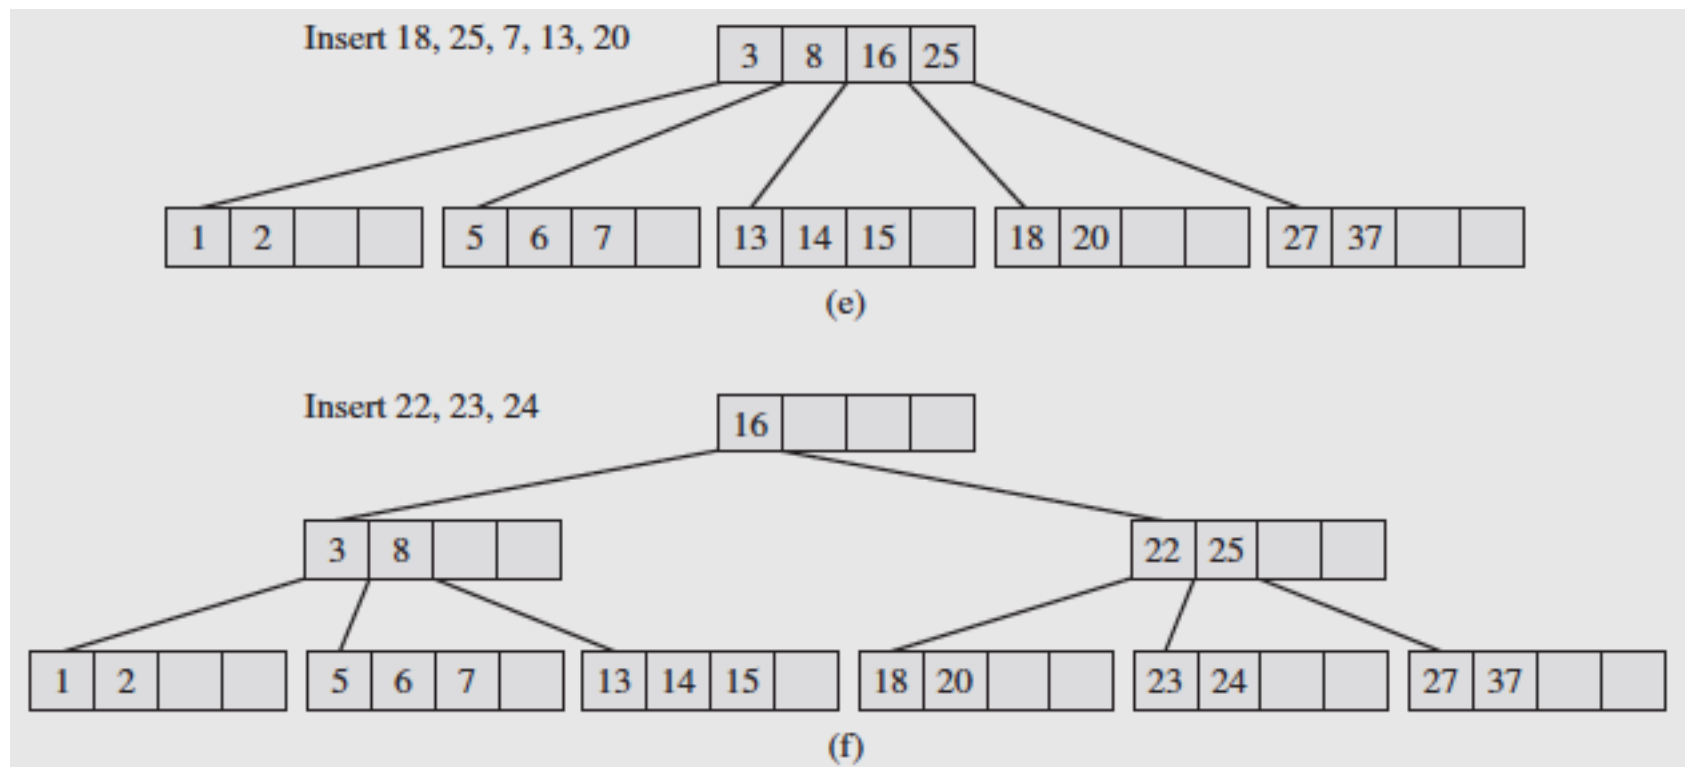 Insert 18, 25, 7, 13, 20
3 8 16 25
1 2 5 6 7 13 14 15 18 20 27 37
(e)
Insert 22, 23, 24
16
3 8 22 25
1 2 5 6 7 13 14 15 18 20 23 24 27 37
(f)